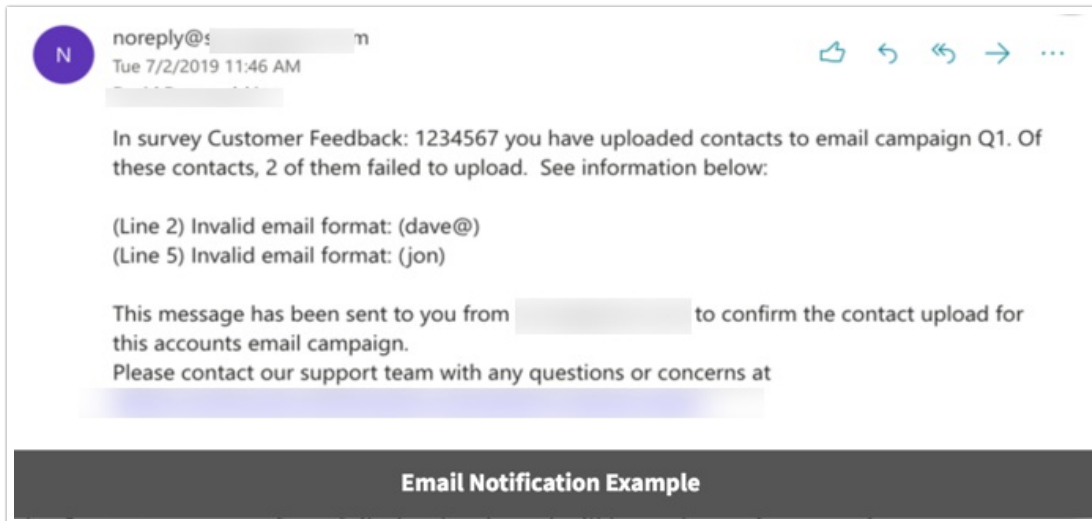 N
noreply@s m
Tue 7/2/2019 11:46 AM
In survey Customer Feedback: 1234567 you have uploaded contacts to email campaign Q1. Of
these contacts, 2 of them failed to upload.  See information below:
(Line 2) Invalid email format: (dave@)
(Line 5) Invalid email format: (jon)
This message has been sent to you from to confirm the contact upload for
this accounts email campaign.
Please contact our support team with any questions or concerns at
Email Notification Example